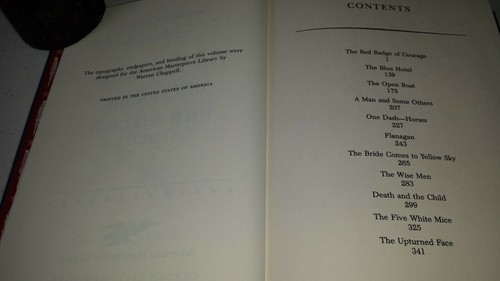 The typography, endpapers, and binding of this volume were
designed for the American Masterpiece Library by
Warren Chappell.
PRINTED IN THE UNITED STATES OF AMERICA
CONTENTS
The Red Badge of Courage
1
The Blue Hotel
139
The Open Boat
175
A Man and Some Others
207
One Dash—Horses
227
Flanagan
243
The Bride Comes to Yellow Sky
265
The Wise Men
283
Death and the Child
299
The Five White Mice
325
The Upturned Face
341